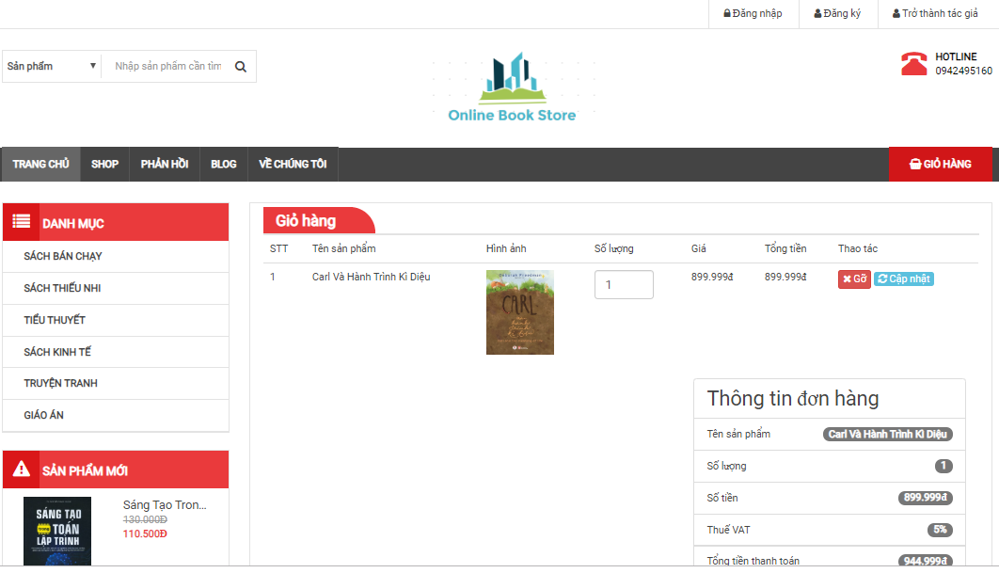 Đăng nhập
Đăng ký
Trở thành tác giả
Sản phẩm
Nhập sản phẩm cần tìm
Online Book Store
HOTLINE
0942495160
TRANG CHỦ
SHOP
PHẢN HỒI
BLOG
VỀ CHÚNG TÔI
GIỎ HÀNG
DANH MỤC
SÁCH BÁN CHẠY
SÁCH THIẾU NHI
TIỂU THUYẾT
SÁCH KINH TẾ
TRUYỆN TRANH
GIÁO ÁN
SẢN PHẨM MỚI
SÁNG TẠO
TOÁN
LẬP TRÌNH
Sáng Tạo Tron...
130.000Đ
110.500Đ
Giỏ hàng
STT Tên sản phẩm Hình ảnh Số lượng Giá Tổng tiền Thao tác
1 Carl Và Hành Trình Kì Diệu 1 899.999đ 899.999đ Gỡ Cập nhật
CARL
Thông tin đơn hàng
Tên sản phẩm Carl Và Hành Trình Kì Diệu
Số lượng 1
Số tiền 899.999đ
Thuế VAT 5%
Tổng tiền thanh toán 944.999đ